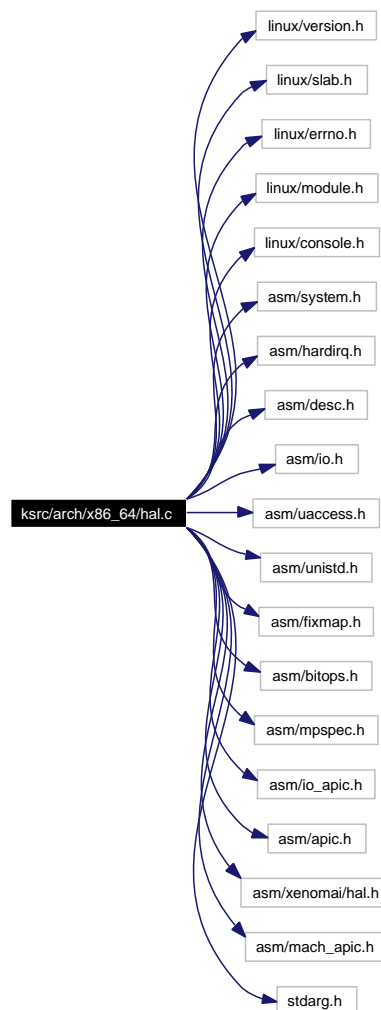 linux/version.h
linux/slab.h
linux/errno.h
linux/module.h
linux/console.h
asm/system.h
asm/hardirq.h
asm/desc.h
asm/io.h
ksrc/arch/x86_64/hal.c
asm/uaccess.h
asm/unistd.h
asm/fixmap.h
asm/bitops.h
asm/mpspec.h
asm/io_apic.h
asm/apic.h
asm/xenomai/hal.h
asm/mach_apic.h
stdarg.h